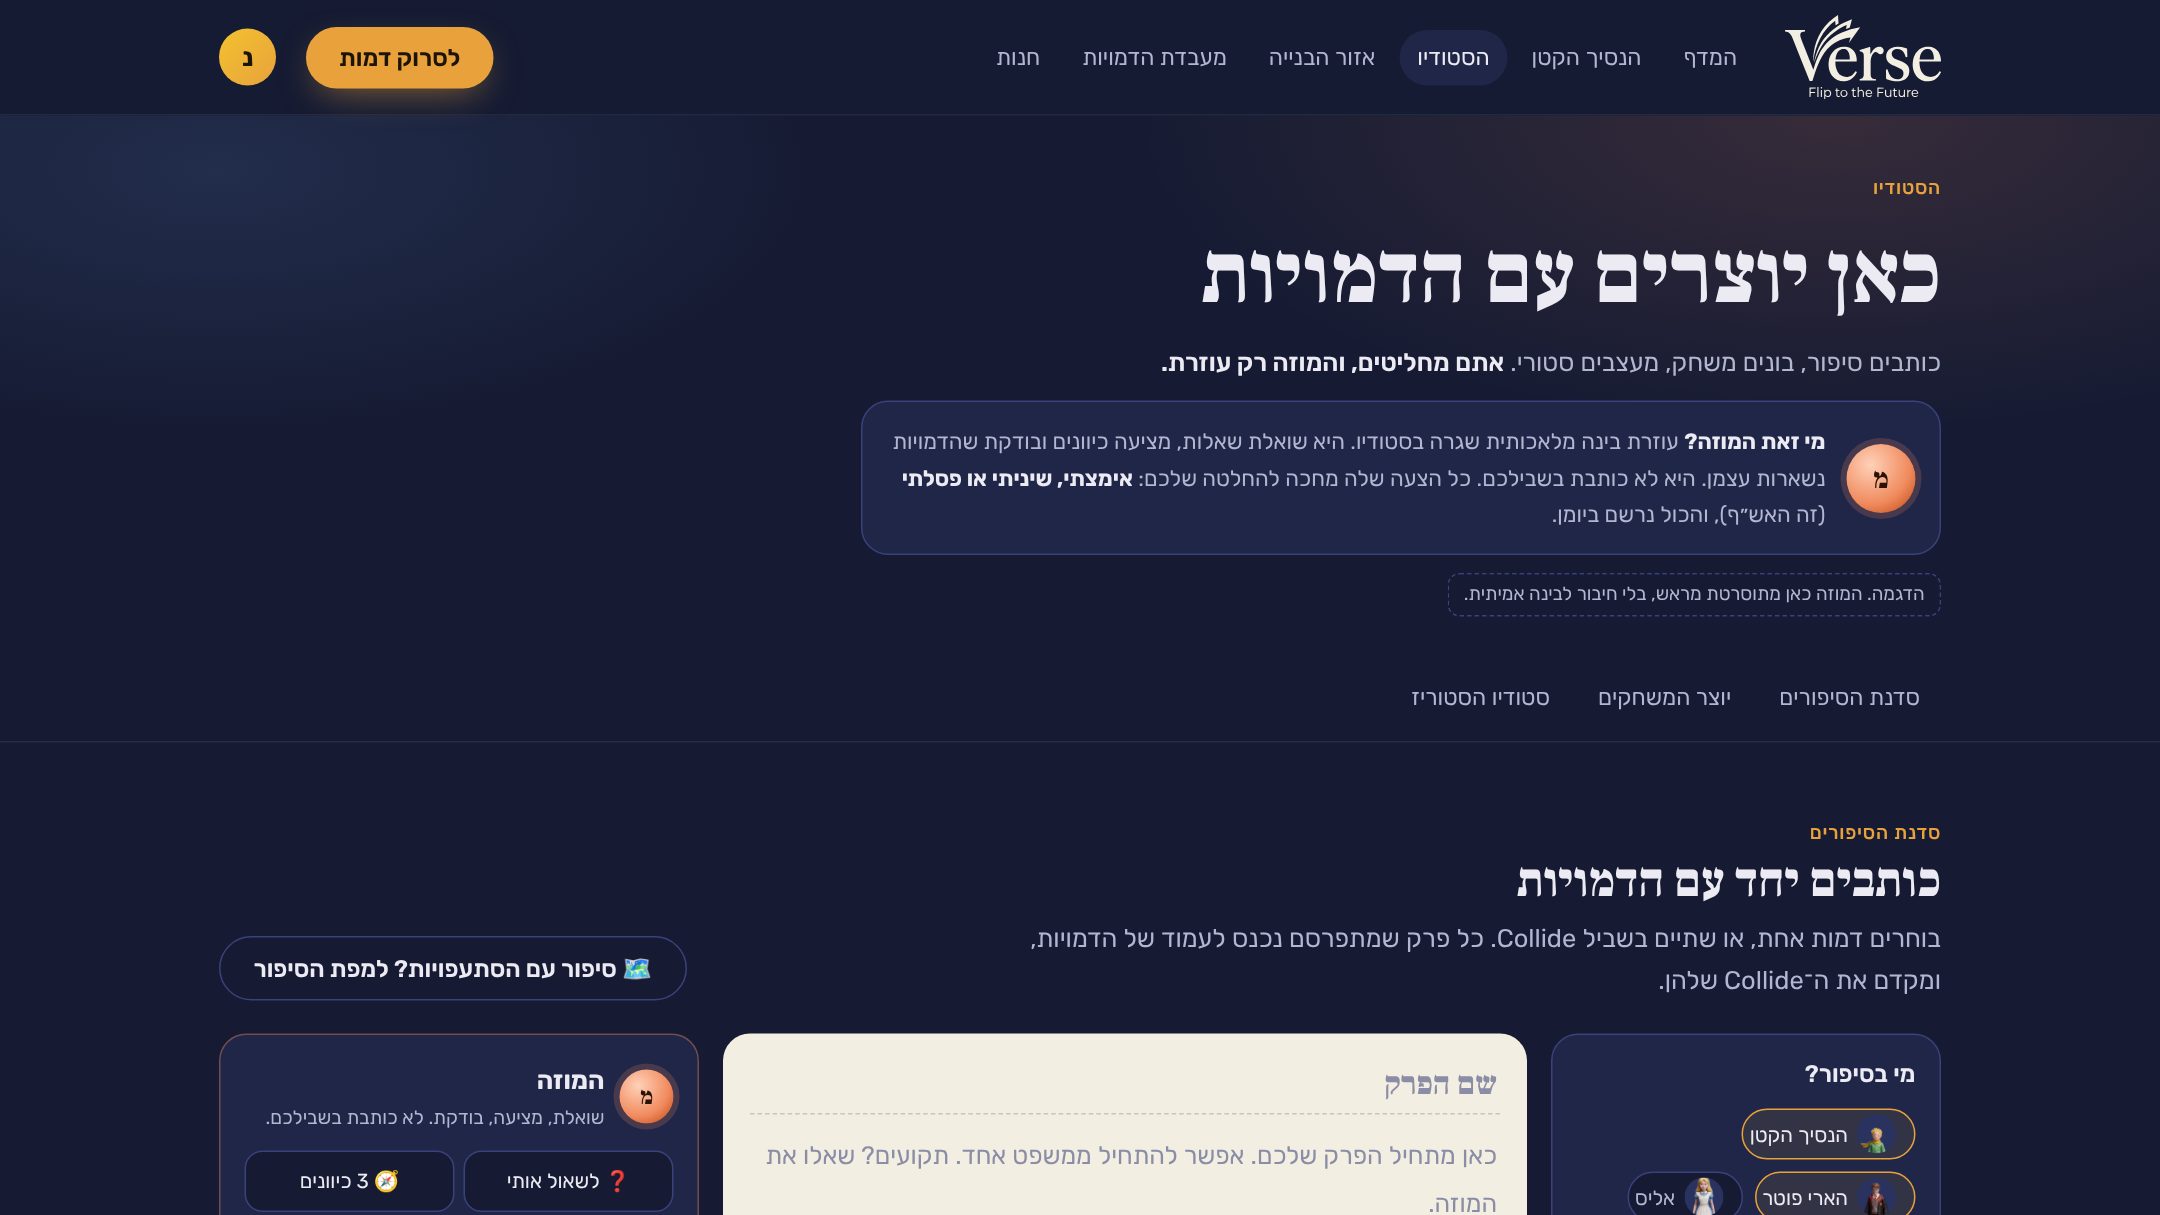 Verse
Flip to the Future
המדף
הנסיך הקטן
הסטודיו
אזור הבנייה
מעבדת הדמויות
חנות
לסרוק דמות
נ
הסטודיו
כאן יוצרים עם הדמויות
כותבים סיפור, בונים משחק, מעצבים סטורי. אתם מחליטים, והמוזה רק עוזרת.
מ
מי זאת המוזה? עוזרת בינה מלאכותית שגרה בסטודיו. היא שואלת שאלות, מציעה כיוונים ובודקת שהדמויות
נשארות עצמן. היא לא כותבת בשבילכם. כל הצעה שלה מחכה להחלטה שלכם: אימצתי, שיניתי או פסלתי
(זה האש״ף), והכול נרשם ביומן.
הדגמה. המוזה כאן מתוסרטת מראש, בלי חיבור לבינה אמיתית.
סדנת הסיפורים
יוצר המשחקים
סטודיו הסטוריז
סדנת הסיפורים
כותבים יחד עם הדמויות
בוחרים דמות אחת, או שתיים בשביל Collide. כל פרק שמתפרסם נכנס לעמוד של הדמויות,
ומקדם את ה־Collide שלהן.
🗺️ סיפור עם הסתעפויות? למפת הסיפור
מי בסיפור?
הנסיך הקטן
הארי פוטר
אליס
שם הפרק
כאן מתחיל הפרק שלכם. אפשר להתחיל ממשפט אחד. תקועים? שאלו את
המוזה.
מ
המוזה
שואלת, מציעה, בודקת. לא כותבת בשבילכם.
❓ לשאול אותי
🧭 3 כיוונים